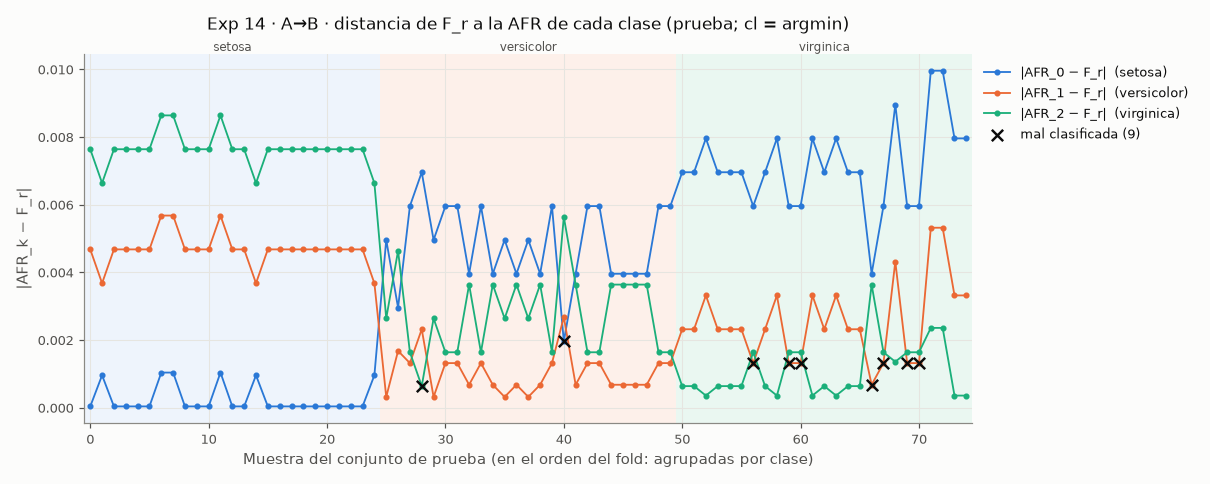 Exp 14 · A→B · distancia de F_r a la AFR de cada clase (prueba; cl = argmin)
setosa
versicolor
virginica
|AFR_0 − F_r| (setosa)
|AFR_1 − F_r| (versicolor)
|AFR_2 − F_r| (virginica)
mal clasificada (9)
|AFR_k − F_r|
0.010
0.008
0.006
0.004
0.002
0.000
0
10
20
30
40
50
60
70
Muestra del conjunto de prueba (en el orden del fold: agrupadas por clase)